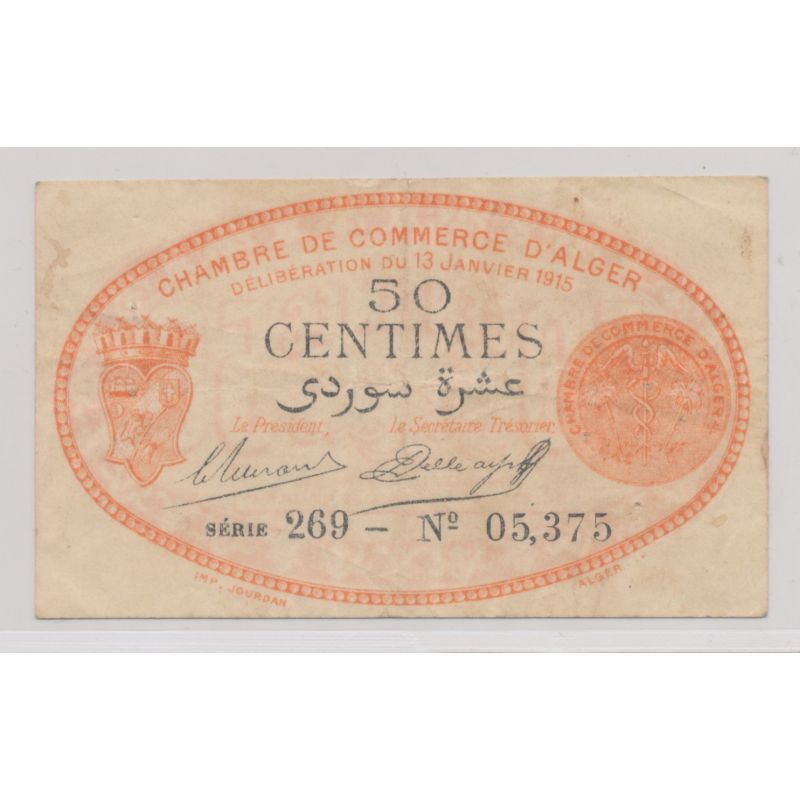 CHAMBRE DE COMMERCE D'ALGER
DÉLIBÉRATION DU 13 JANVIER 1915
50
CENTIMES
عشرة سوردي
Le Président, Le Secrétaire Trésorier,
CHAMBRE DE COMMERCE D'ALGER
SÉRIE 269 — Nº 05,375
IMP. JOURDAN ALGER